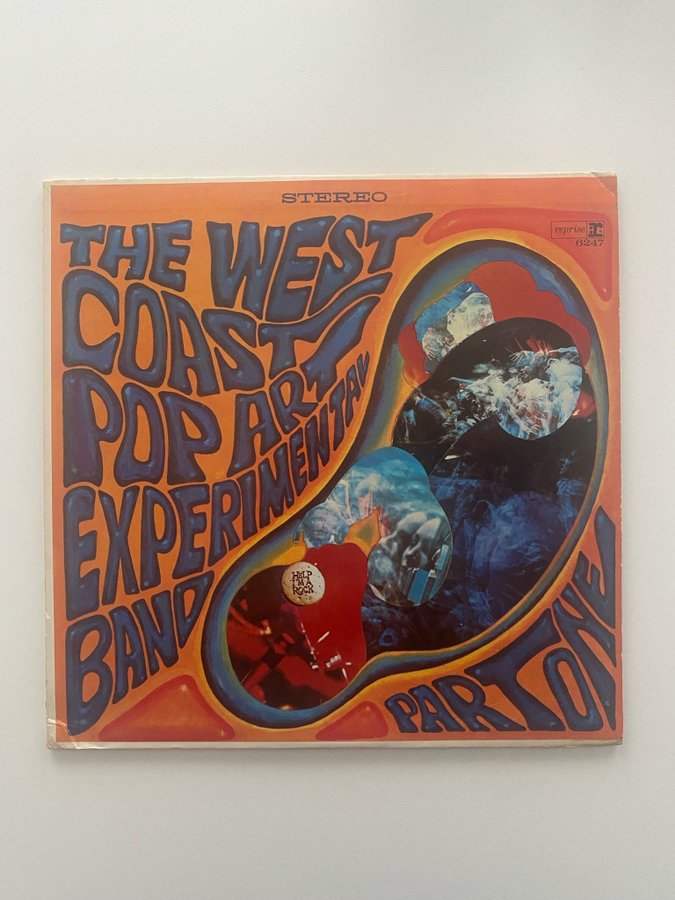 STEREO
reprise R
6247
THE WEST
COAST
POP ART
EXPERIMENTAL
BAND
HELP
I'M A
ROCK
PART ONE